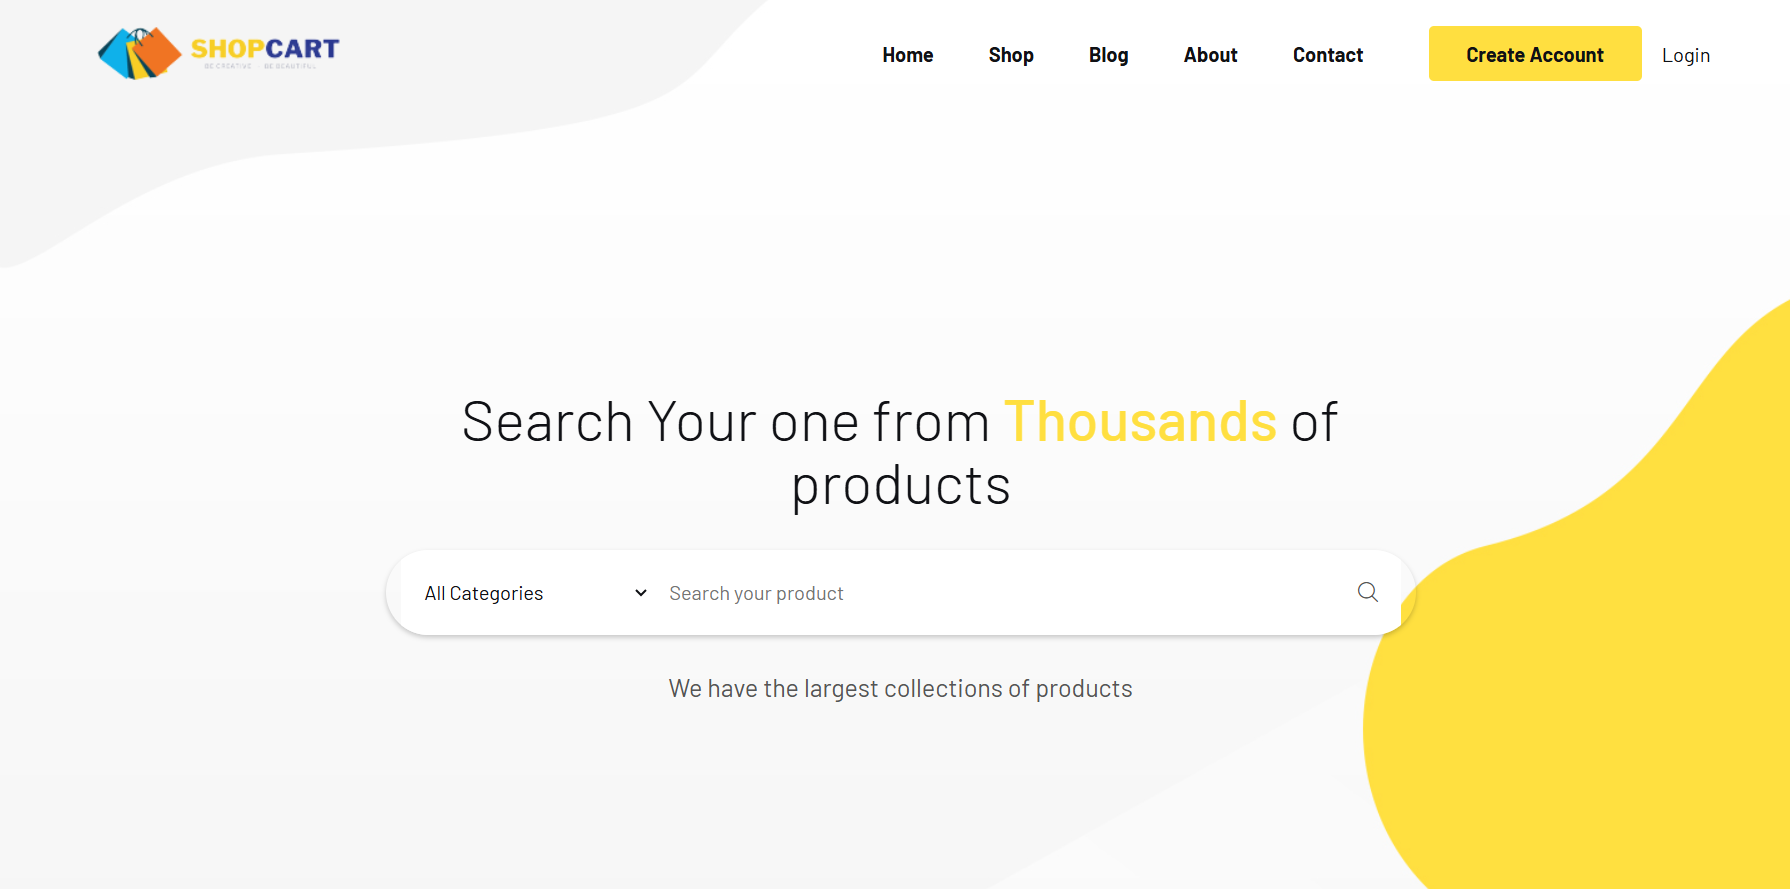 SHOPCART
BE CREATIVE BE BEAUTIFUL
Home Shop Blog About Contact Create Account Login
Search Your one from Thousands of
products
All Categories Search your product
We have the largest collections of products